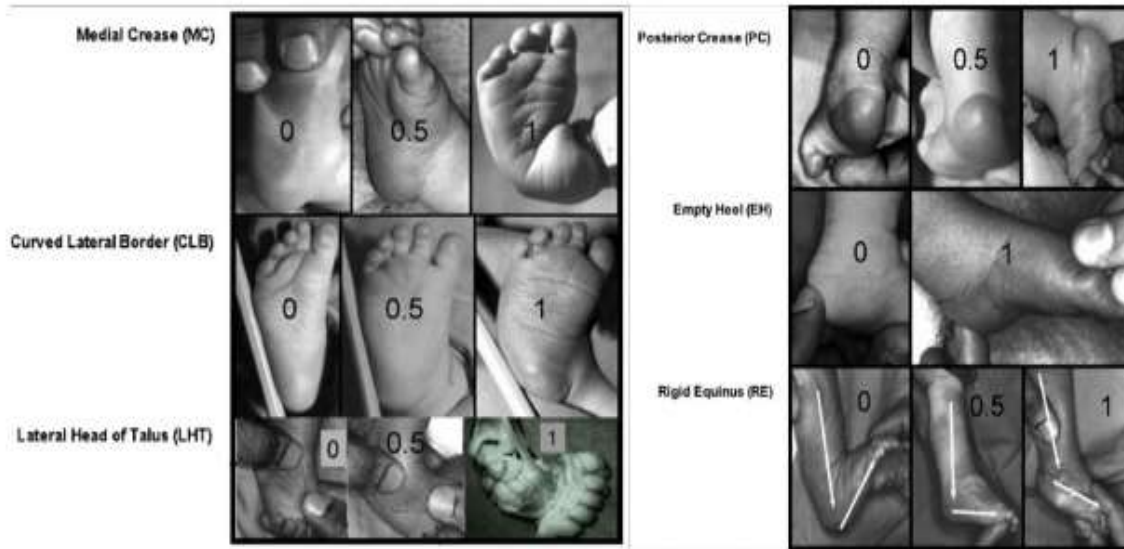 Medial Crease (MC)
0 0.5 1
Curved Lateral Border (CLB)
0 0.5 1
Lateral Head of Talus (LHT)
0 0.5 1
Posterior Crease (PC)
0 0.5 1
Empty Heel (EH)
0 1
Rigid Equinus (RE)
0 0.5 1